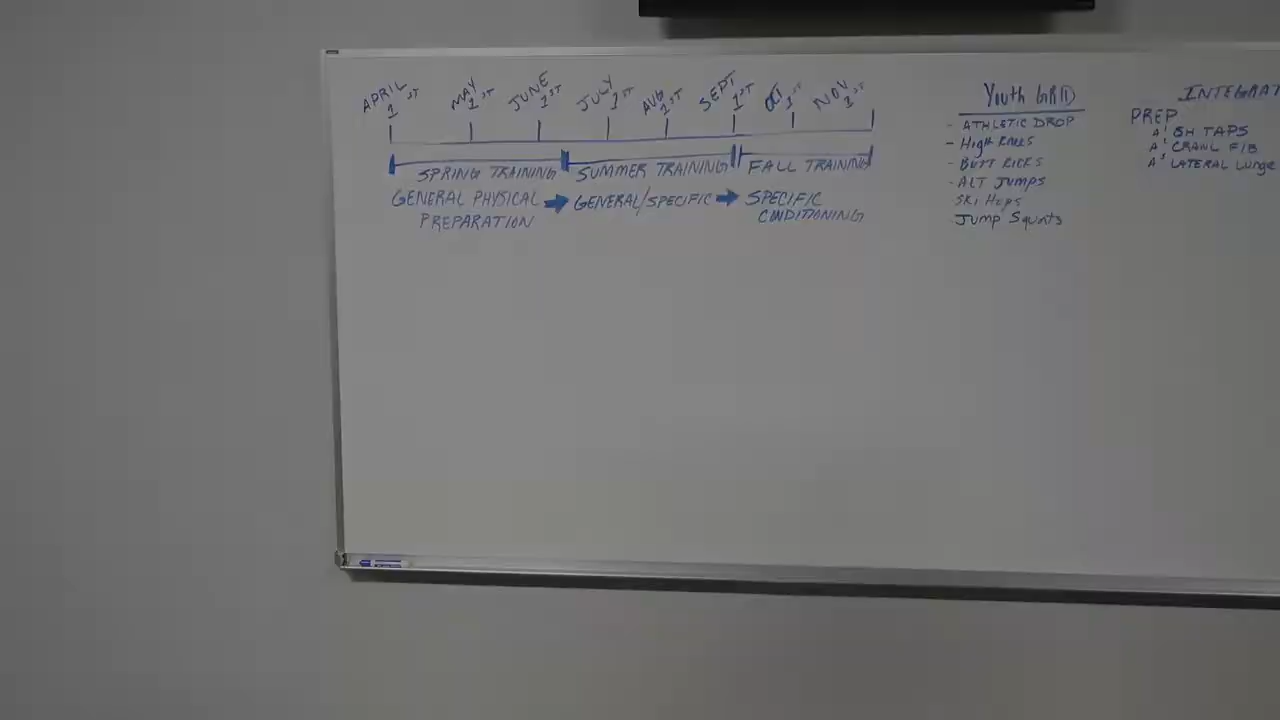 APRIL 1ST MAY 1ST JUNE 1ST JULY 1ST AUG 1ST SEPT 1ST OCT 1ST NOV 1ST
SPRING TRAINING SUMMER TRAINING FALL TRAINING
GENERAL PHYSICAL PREPARATION
GENERAL/SPECIFIC
SPECIFIC CONDITIONING
Youth GRID
- ATHLETIC DROP
- High KNEES
- BUTT KICKS
- ALT JUMPS
SKI HOPS
- Jump Squats
INTEGRAT
PREP
A' SH TAPS
A' CRAWL F/B
A' LATERAL Lunge